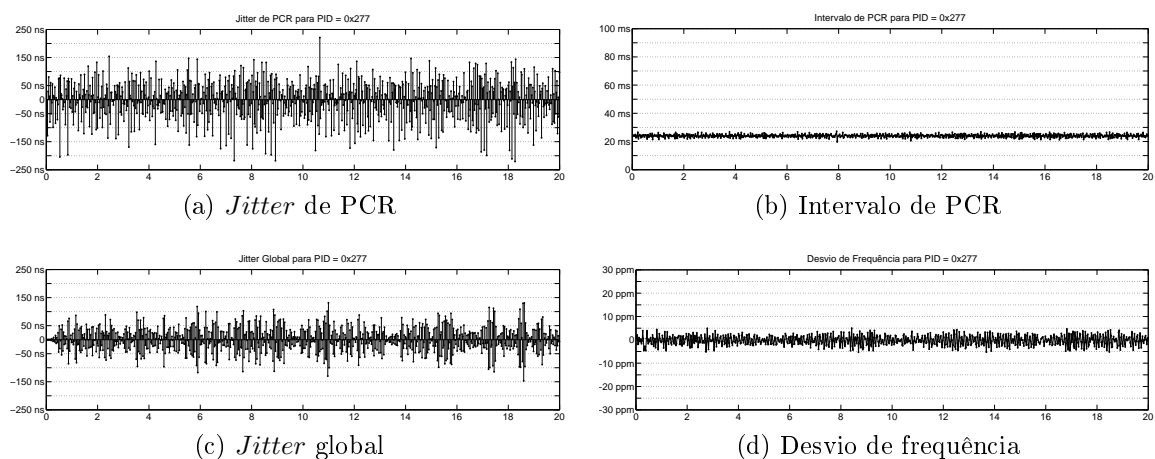 Jitter de PCR para PID = 0x277
250 ns
150 ns
50 ns
0
−50 ns
−150 ns
−250 ns
0 2 4 6 8 10 12 14 16 18 20
(a) Jitter de PCR
Intervalo de PCR para PID = 0x277
100 ms
80 ms
60 ms
40 ms
20 ms
0
0 2 4 6 8 10 12 14 16 18 20
(b) Intervalo de PCR
Jitter Global para PID = 0x277
250 ns
150 ns
50 ns
0
−50 ns
−150 ns
−250 ns
0 2 4 6 8 10 12 14 16 18 20
(c) Jitter global
Desvio de Frequência para PID = 0x277
30 ppm
20 ppm
10 ppm
0
-10 ppm
-20 ppm
-30 ppm
0 2 4 6 8 10 12 14 16 18 20
(d) Desvio de frequência